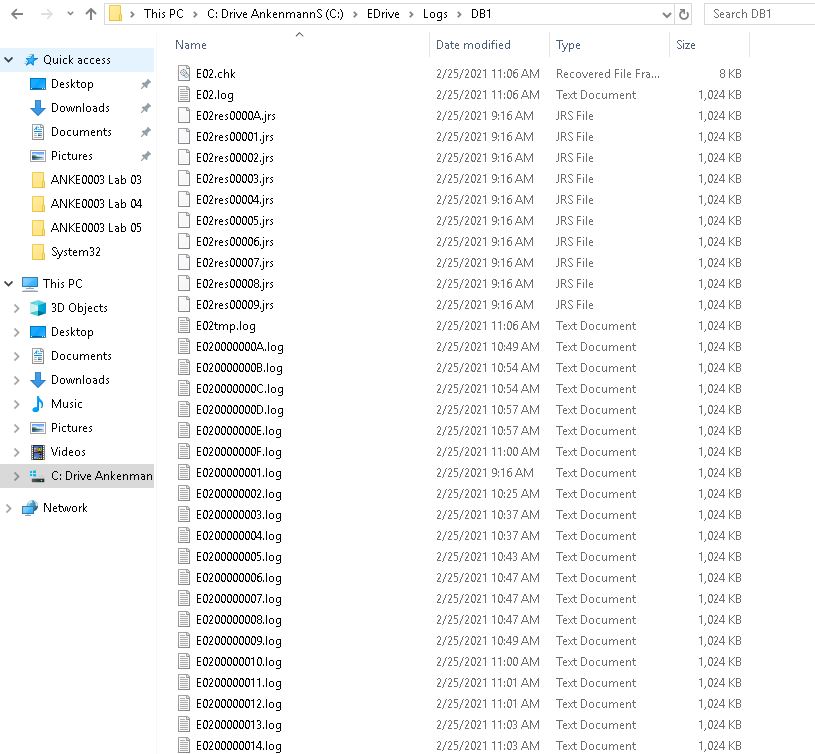 This PC > C: Drive AnkenmannS (C:) > EDrive > Logs > DB1
Search DB1
Name Date modified Type Size
Quick access
Desktop
Downloads
Documents
Pictures
ANKE0003 Lab 03
ANKE0003 Lab 04
ANKE0003 Lab 05
System32
This PC
3D Objects
Desktop
Documents
Downloads
Music
Pictures
Videos
C: Drive Ankenman
Network
E02.chk 2/25/2021 11:06 AM Recovered File Fra... 8 KB
E02.log 2/25/2021 11:06 AM Text Document 1,024 KB
E02res0000A.jrs 2/25/2021 9:16 AM JRS File 1,024 KB
E02res00001.jrs 2/25/2021 9:16 AM JRS File 1,024 KB
E02res00002.jrs 2/25/2021 9:16 AM JRS File 1,024 KB
E02res00003.jrs 2/25/2021 9:16 AM JRS File 1,024 KB
E02res00004.jrs 2/25/2021 9:16 AM JRS File 1,024 KB
E02res00005.jrs 2/25/2021 9:16 AM JRS File 1,024 KB
E02res00006.jrs 2/25/2021 9:16 AM JRS File 1,024 KB
E02res00007.jrs 2/25/2021 9:16 AM JRS File 1,024 KB
E02res00008.jrs 2/25/2021 9:16 AM JRS File 1,024 KB
E02res00009.jrs 2/25/2021 9:16 AM JRS File 1,024 KB
E02tmp.log 2/25/2021 11:06 AM Text Document 1,024 KB
E020000000A.log 2/25/2021 10:49 AM Text Document 1,024 KB
E020000000B.log 2/25/2021 10:54 AM Text Document 1,024 KB
E020000000C.log 2/25/2021 10:54 AM Text Document 1,024 KB
E020000000D.log 2/25/2021 10:57 AM Text Document 1,024 KB
E020000000E.log 2/25/2021 10:57 AM Text Document 1,024 KB
E020000000F.log 2/25/2021 11:00 AM Text Document 1,024 KB
E0200000001.log 2/25/2021 9:16 AM Text Document 1,024 KB
E0200000002.log 2/25/2021 10:25 AM Text Document 1,024 KB
E0200000003.log 2/25/2021 10:37 AM Text Document 1,024 KB
E0200000004.log 2/25/2021 10:37 AM Text Document 1,024 KB
E0200000005.log 2/25/2021 10:43 AM Text Document 1,024 KB
E0200000006.log 2/25/2021 10:47 AM Text Document 1,024 KB
E0200000007.log 2/25/2021 10:47 AM Text Document 1,024 KB
E0200000008.log 2/25/2021 10:47 AM Text Document 1,024 KB
E0200000009.log 2/25/2021 10:49 AM Text Document 1,024 KB
E0200000010.log 2/25/2021 11:00 AM Text Document 1,024 KB
E0200000011.log 2/25/2021 11:01 AM Text Document 1,024 KB
E0200000012.log 2/25/2021 11:01 AM Text Document 1,024 KB
E0200000013.log 2/25/2021 11:03 AM Text Document 1,024 KB
E0200000014.log 2/25/2021 11:03 AM Text Document 1,024 KB